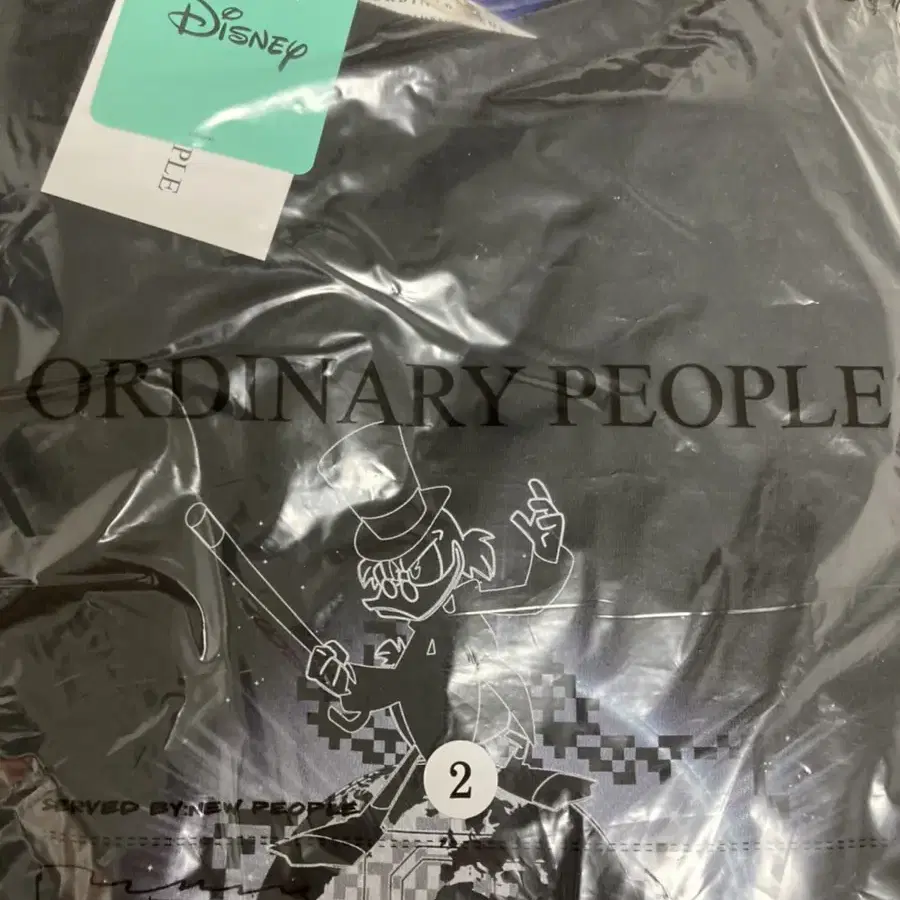 Disney
PLE
ORDINARY PEOPLE
2
SERVED BY:NEW PEOPLE